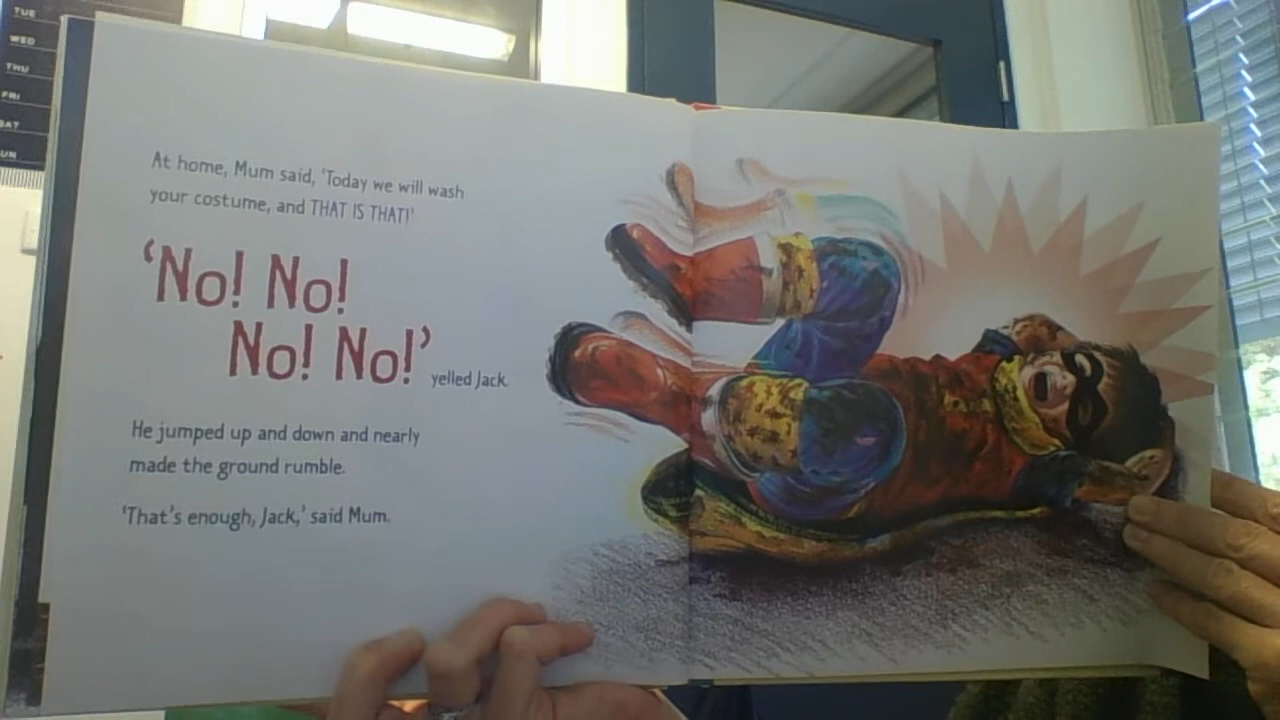 TUE
WED
THU
FRI
SAT
SUN
At home, Mum said, 'Today we will wash
your costume, and THAT IS THAT!'
'No! No!
No! No!' yelled Jack.
He jumped up and down and nearly
made the ground rumble.
'That's enough, Jack,' said Mum.